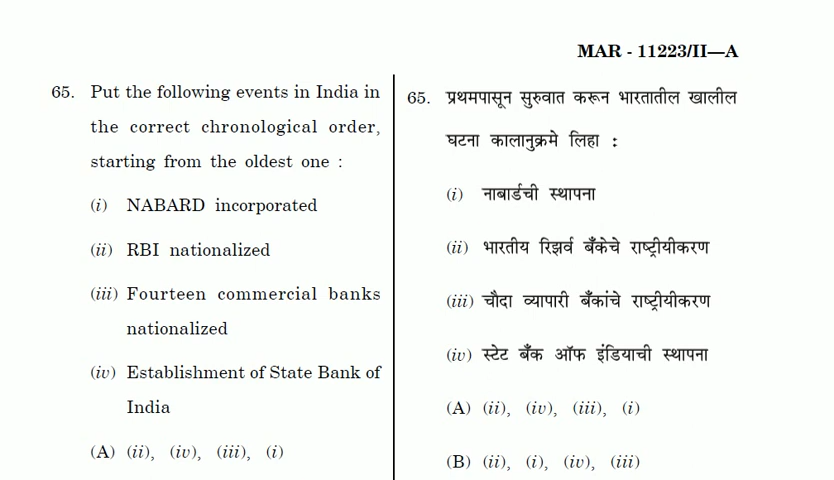 MAR - 11223/II—A
65. Put the following events in India in
the correct chronological order,
starting from the oldest one :
(i) NABARD incorporated
(ii) RBI nationalized
(iii) Fourteen commercial banks
nationalized
(iv) Establishment of State Bank of
India
(A) (ii), (iv), (iii), (i)
65. प्रथमपासून सुरुवात करून भारतातील खालील
घटना कालानुक्रमे लिहा :
(i) नाबार्डची स्थापना
(ii) भारतीय रिझर्व बँकेचे राष्ट्रीयीकरण
(iii) चौदा व्यापारी बँकांचे राष्ट्रीयीकरण
(iv) स्टेट बँक ऑफ इंडियाची स्थापना
(A) (ii), (iv), (iii), (i)
(B) (ii), (i), (iv), (iii)